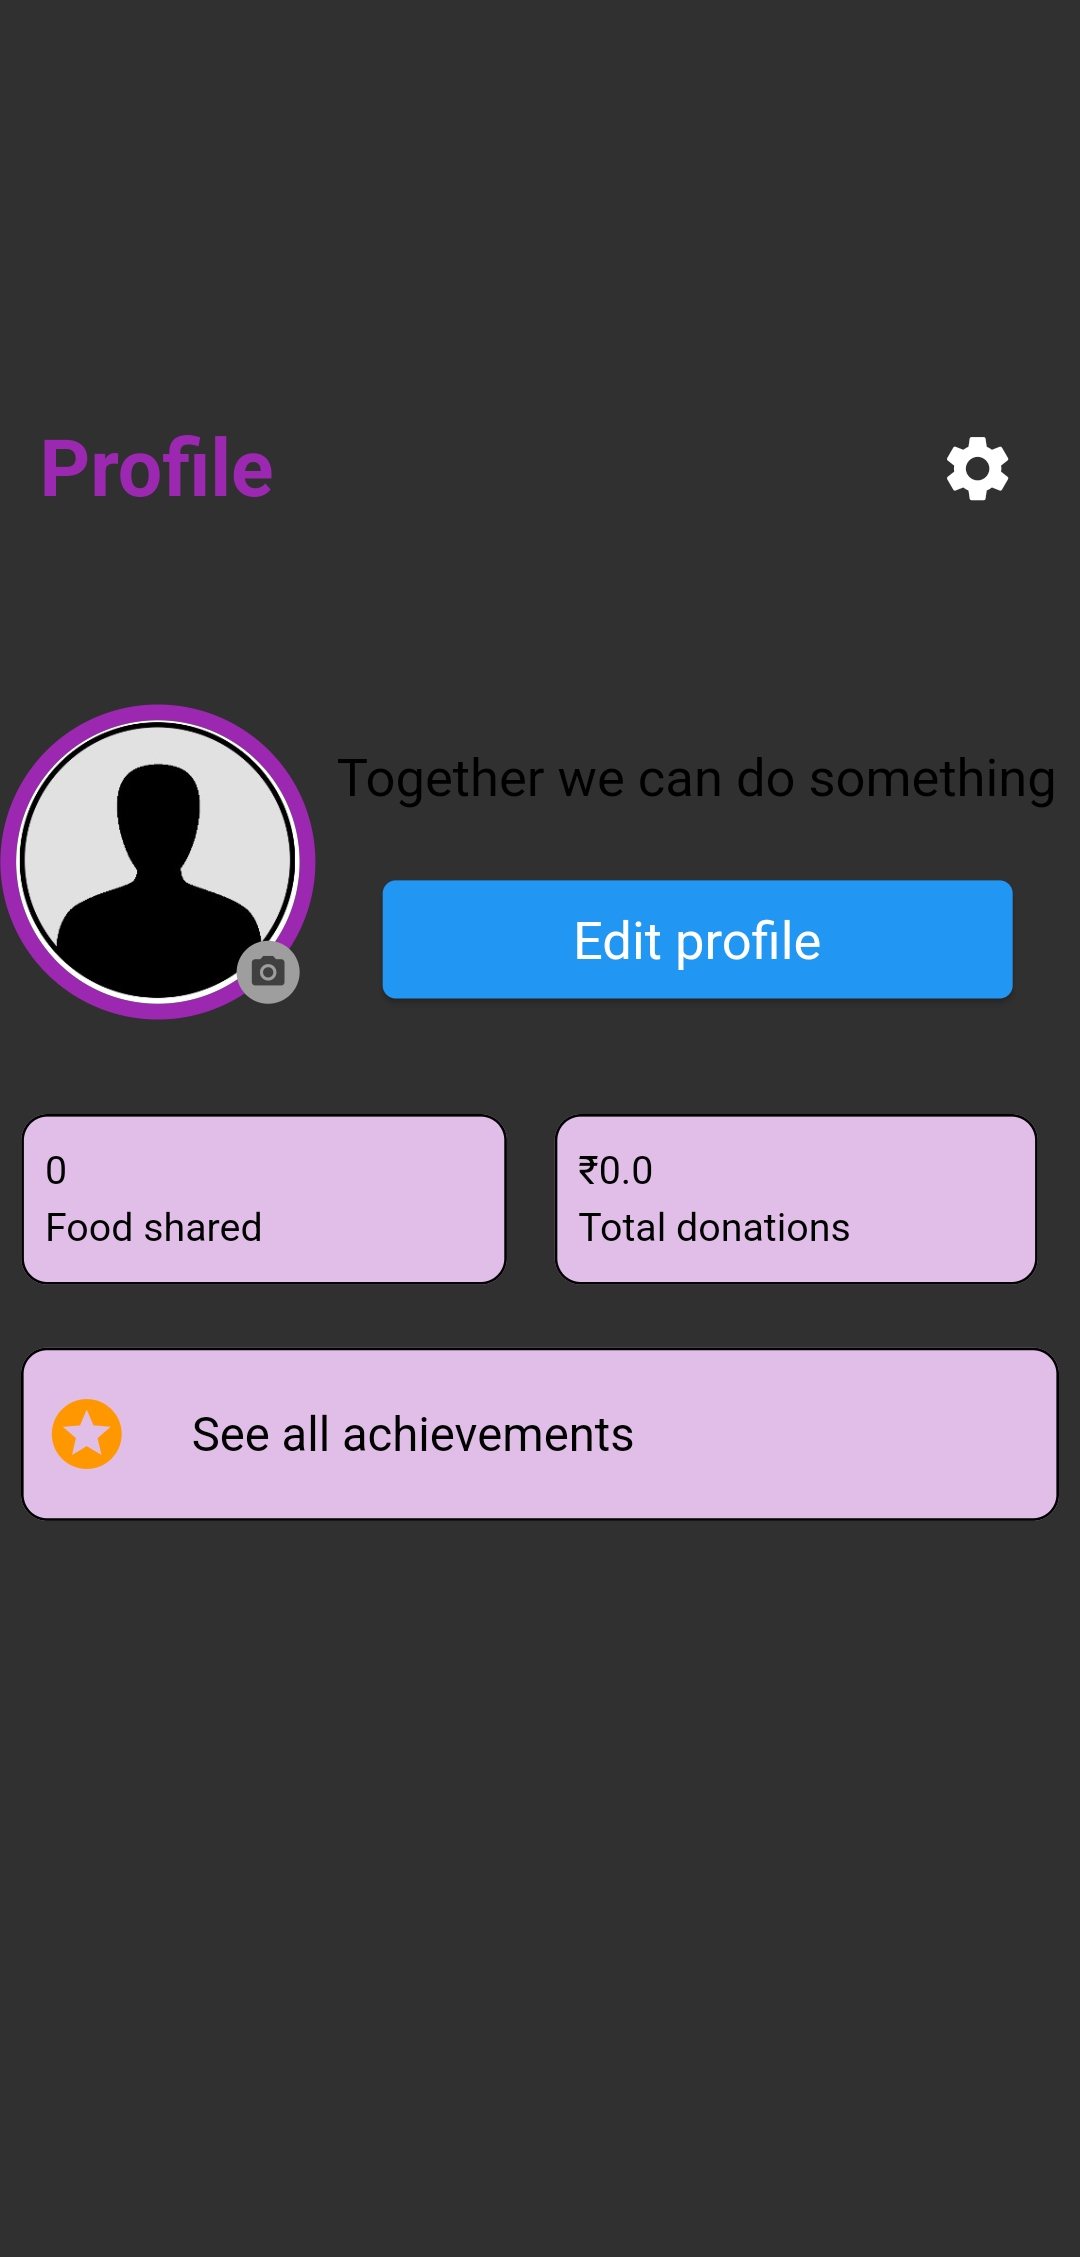 Profile
Together we can do something
Edit profile
0
Food shared
₹0.0
Total donations
See all achievements